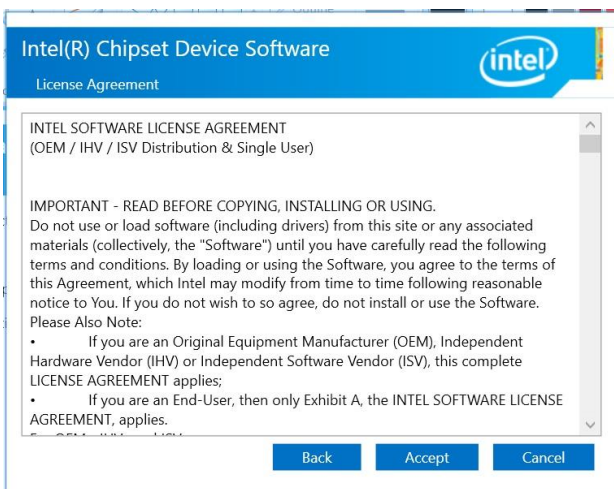 Intel(R) Chipset Device Software
intel
License Agreement
INTEL SOFTWARE LICENSE AGREEMENT
(OEM / IHV / ISV Distribution & Single User)
IMPORTANT - READ BEFORE COPYING, INSTALLING OR USING.
Do not use or load software (including drivers) from this site or any associated
materials (collectively, the "Software") until you have carefully read the following
terms and conditions. By loading or using the Software, you agree to the terms of
this Agreement, which Intel may modify from time to time following reasonable
notice to You. If you do not wish to so agree, do not install or use the Software.
Please Also Note:
• If you are an Original Equipment Manufacturer (OEM), Independent
Hardware Vendor (IHV) or Independent Software Vendor (ISV), this complete
LICENSE AGREEMENT applies;
• If you are an End-User, then only Exhibit A, the INTEL SOFTWARE LICENSE
AGREEMENT, applies.
Back Accept Cancel